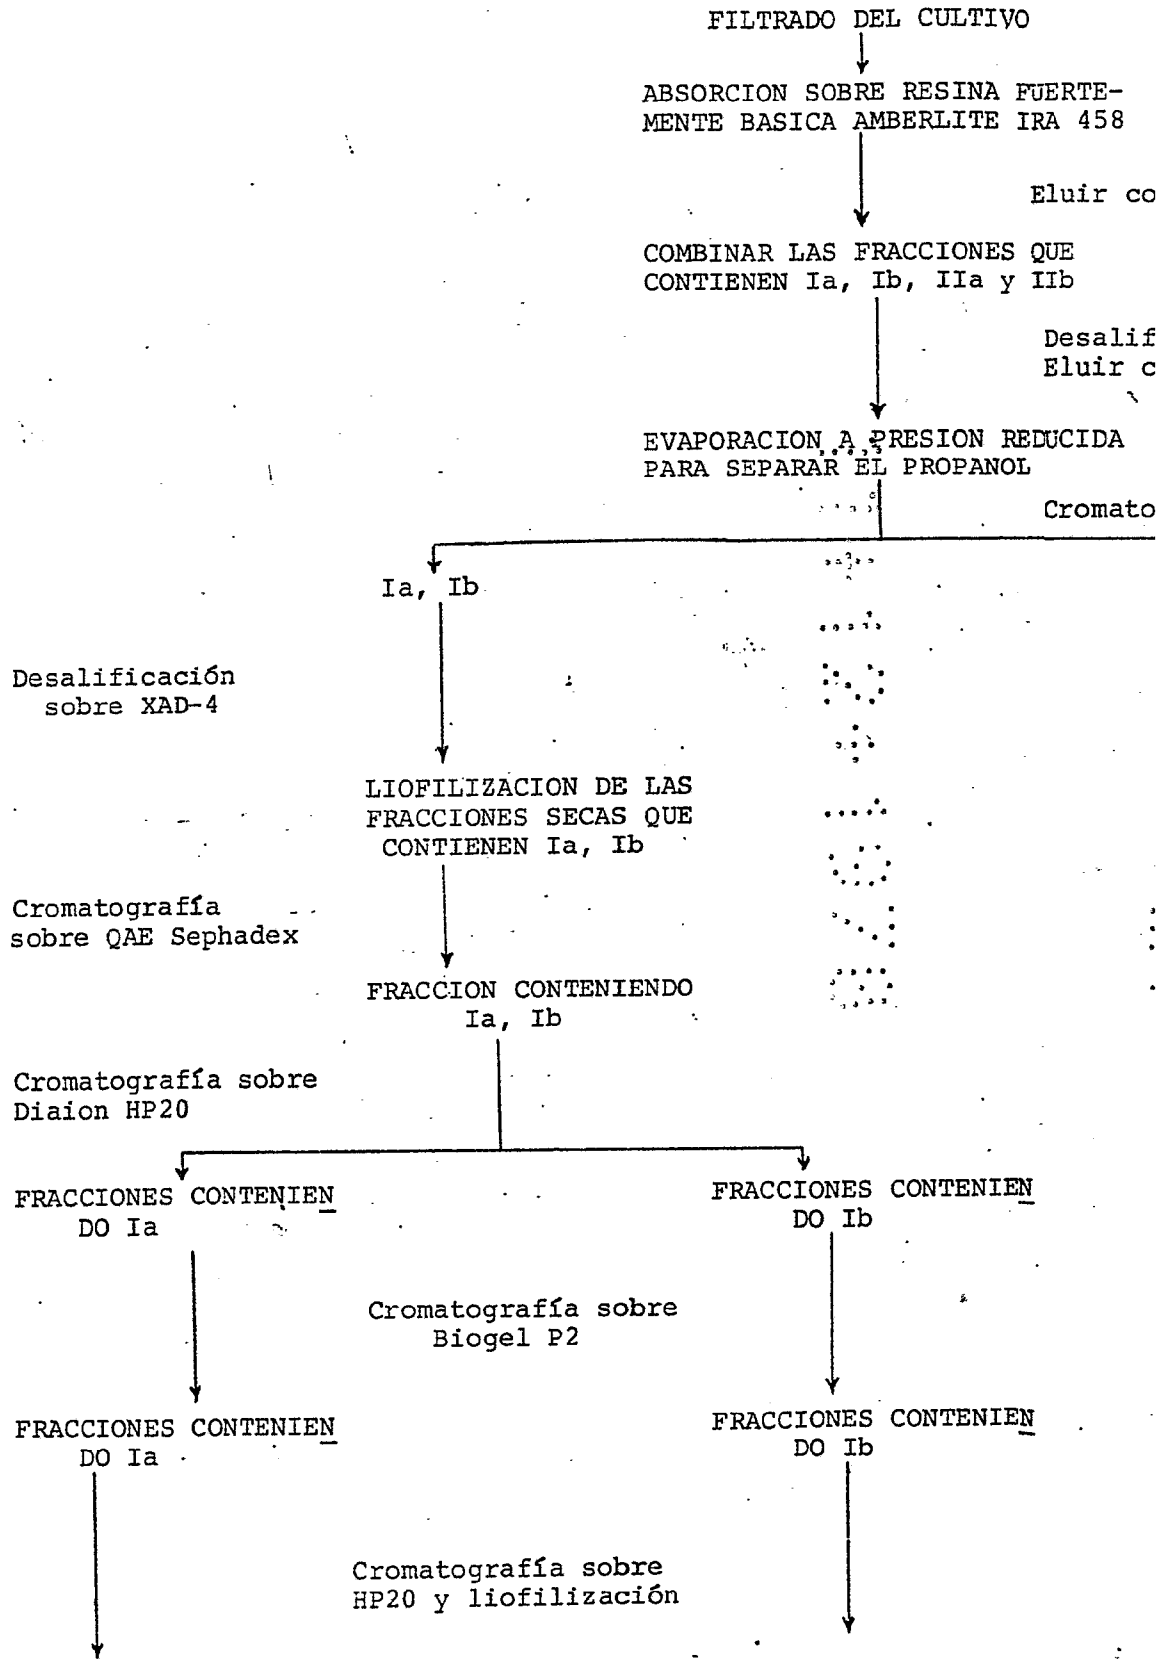 FILTRADO DEL CULTIVO
ABSORCION SOBRE RESINA FUERTE-
MENTE BASICA AMBERLITE IRA 458
Eluir co
COMBINAR LAS FRACCIONES QUE
CONTIENEN Ia, Ib, IIa y IIb
Desalif
Eluir c
EVAPORACION A PRESION REDUCIDA
PARA SEPARAR EL PROPANOL
Cromato
Ia, Ib
Desalificación
sobre XAD-4
LIOFILIZACION DE LAS
FRACCIONES SECAS QUE
CONTIENEN Ia, Ib
Cromatografía
sobre QAE Sephadex
FRACCION CONTENIENDO
Ia, Ib
Cromatografía sobre
Diaion HP20
FRACCIONES CONTENIEN
DO Ia
FRACCIONES CONTENIEN
DO Ib
Cromatografía sobre
Biogel P2
FRACCIONES CONTENIEN
DO Ia
FRACCIONES CONTENIEN
DO Ib
Cromatografía sobre
HP20 y liofilización